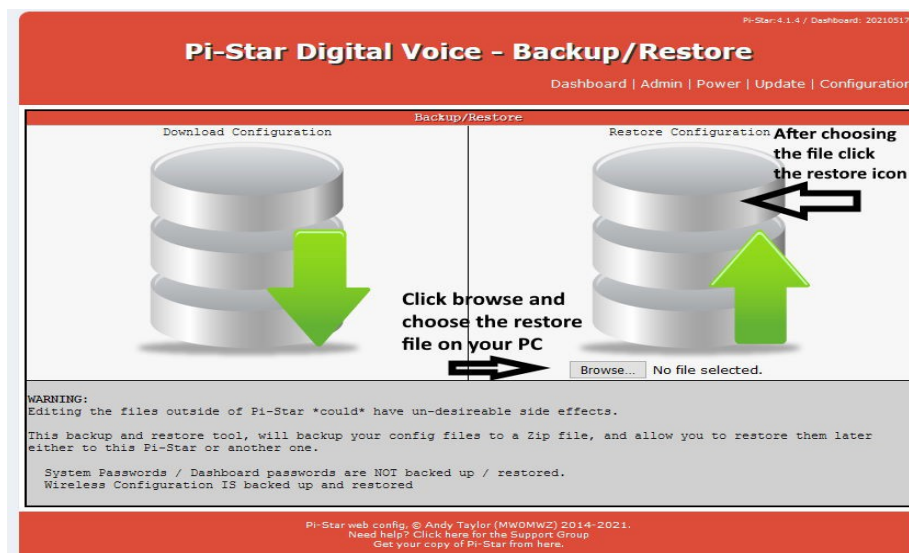 Pi-Star:4.1.4 / Dashboard: 20210517
Pi-Star Digital Voice - Backup/Restore
Dashboard | Admin | Power | Update | Configuration
Backup/Restore
Download Configuration
Restore Configuration
After choosing
the file click
the restore icon
Click browse and
choose the restore
file on your PC
Browse... No file selected.
WARNING:
Editing the files outside of Pi-Star *could* have un-desireable side effects.
This backup and restore tool, will backup your config files to a Zip file, and allow you to restore them later
either to this Pi-Star or another one.
System Passwords / Dashboard passwords are NOT backed up / restored.
Wireless Configuration IS backed up and restored
Pi-Star web config, © Andy Taylor (MW0MWZ) 2014-2021.
Need help? Click here for the Support Group
Get your copy of Pi-Star from here.